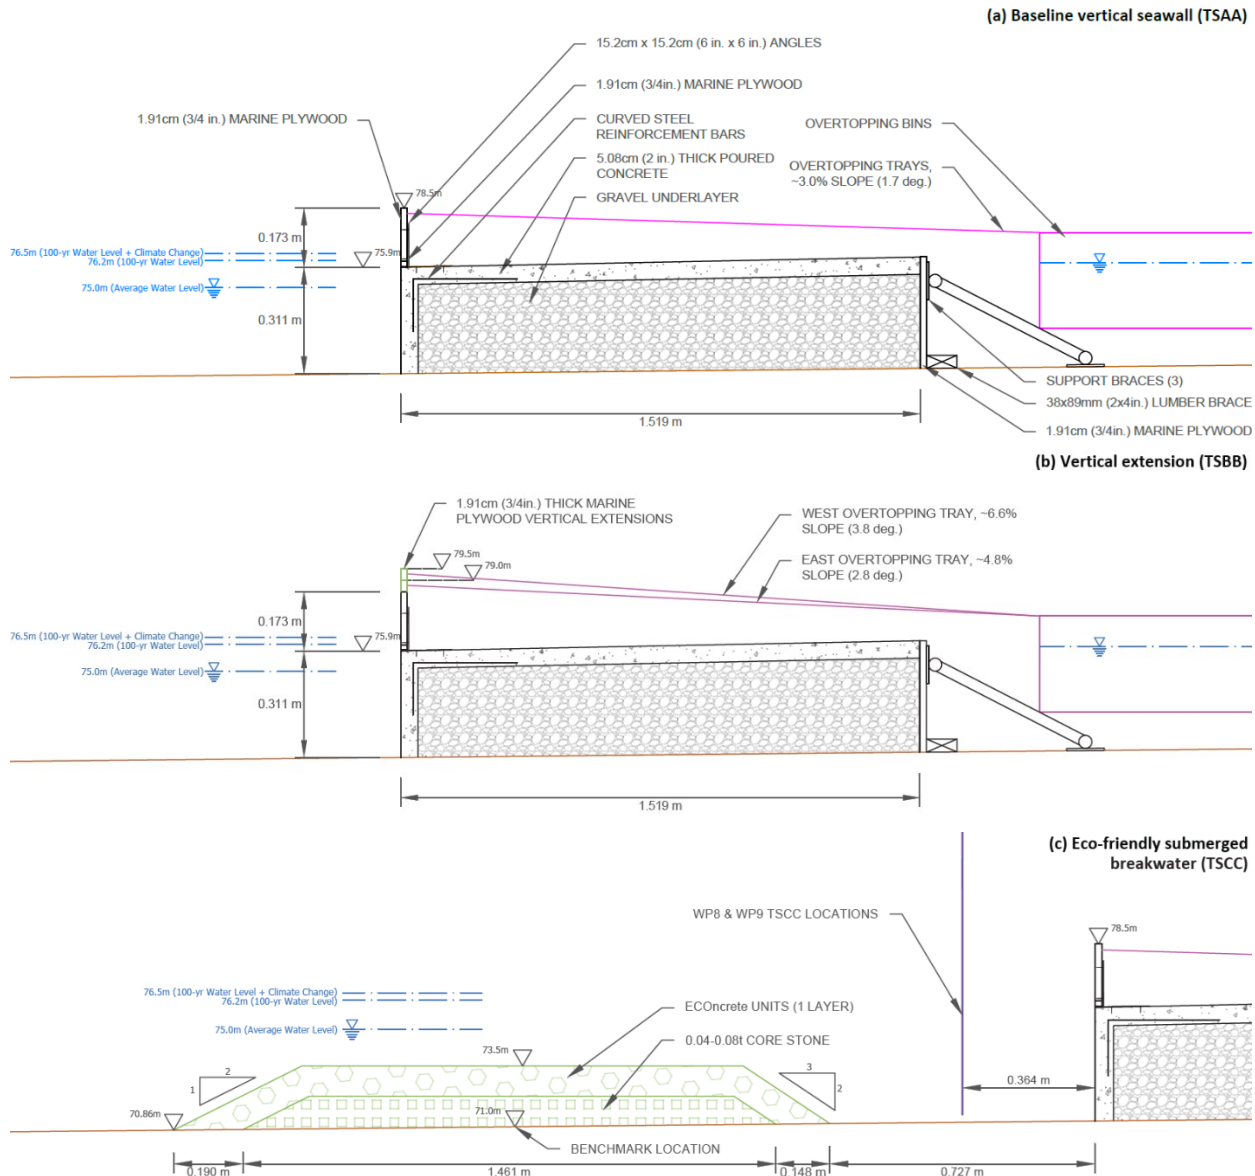 (a) Baseline vertical seawall (TSAA)
15.2cm x 15.2cm (6 in. x 6 in.) ANGLES
1.91cm (3/4in.) MARINE PLYWOOD
1.91cm (3/4 in.) MARINE PLYWOOD
CURVED STEEL
REINFORCEMENT BARS
OVERTOPPING BINS
5.08cm (2 in.) THICK POURED
CONCRETE
OVERTOPPING TRAYS,
~3.0% SLOPE (1.7 deg.)
GRAVEL UNDERLAYER
78.5m
0.173 m
76.5m (100-yr Water Level + Climate Change)
76.2m (100-yr Water Level)
75.9m
75.0m (Average Water Level)
0.311 m
SUPPORT BRACES (3)
38x89mm (2x4in.) LUMBER BRACE
1.519 m
1.91cm (3/4in.) MARINE PLYWOOD
(b) Vertical extension (TSBB)
1.91cm (3/4in.) THICK MARINE
PLYWOOD VERTICAL EXTENSIONS
WEST OVERTOPPING TRAY, ~6.6%
SLOPE (3.8 deg.)
79.5m
79.0m
EAST OVERTOPPING TRAY, ~4.8%
SLOPE (2.8 deg.)
0.173 m
76.5m (100-yr Water Level + Climate Change)
76.2m (100-yr Water Level)
75.9m
75.0m (Average Water Level)
0.311 m
1.519 m
(c) Eco-friendly submerged
breakwater (TSCC)
WP8 & WP9 TSCC LOCATIONS
78.5m
76.5m (100-yr Water Level + Climate Change)
76.2m (100-yr Water Level)
75.0m (Average Water Level)
ECOncrete UNITS (1 LAYER)
0.04-0.08t CORE STONE
73.5m
2
1
3
2
0.364 m
70.86m
71.0m
BENCHMARK LOCATION
0.190 m
1.461 m
0.148 m
0.727 m